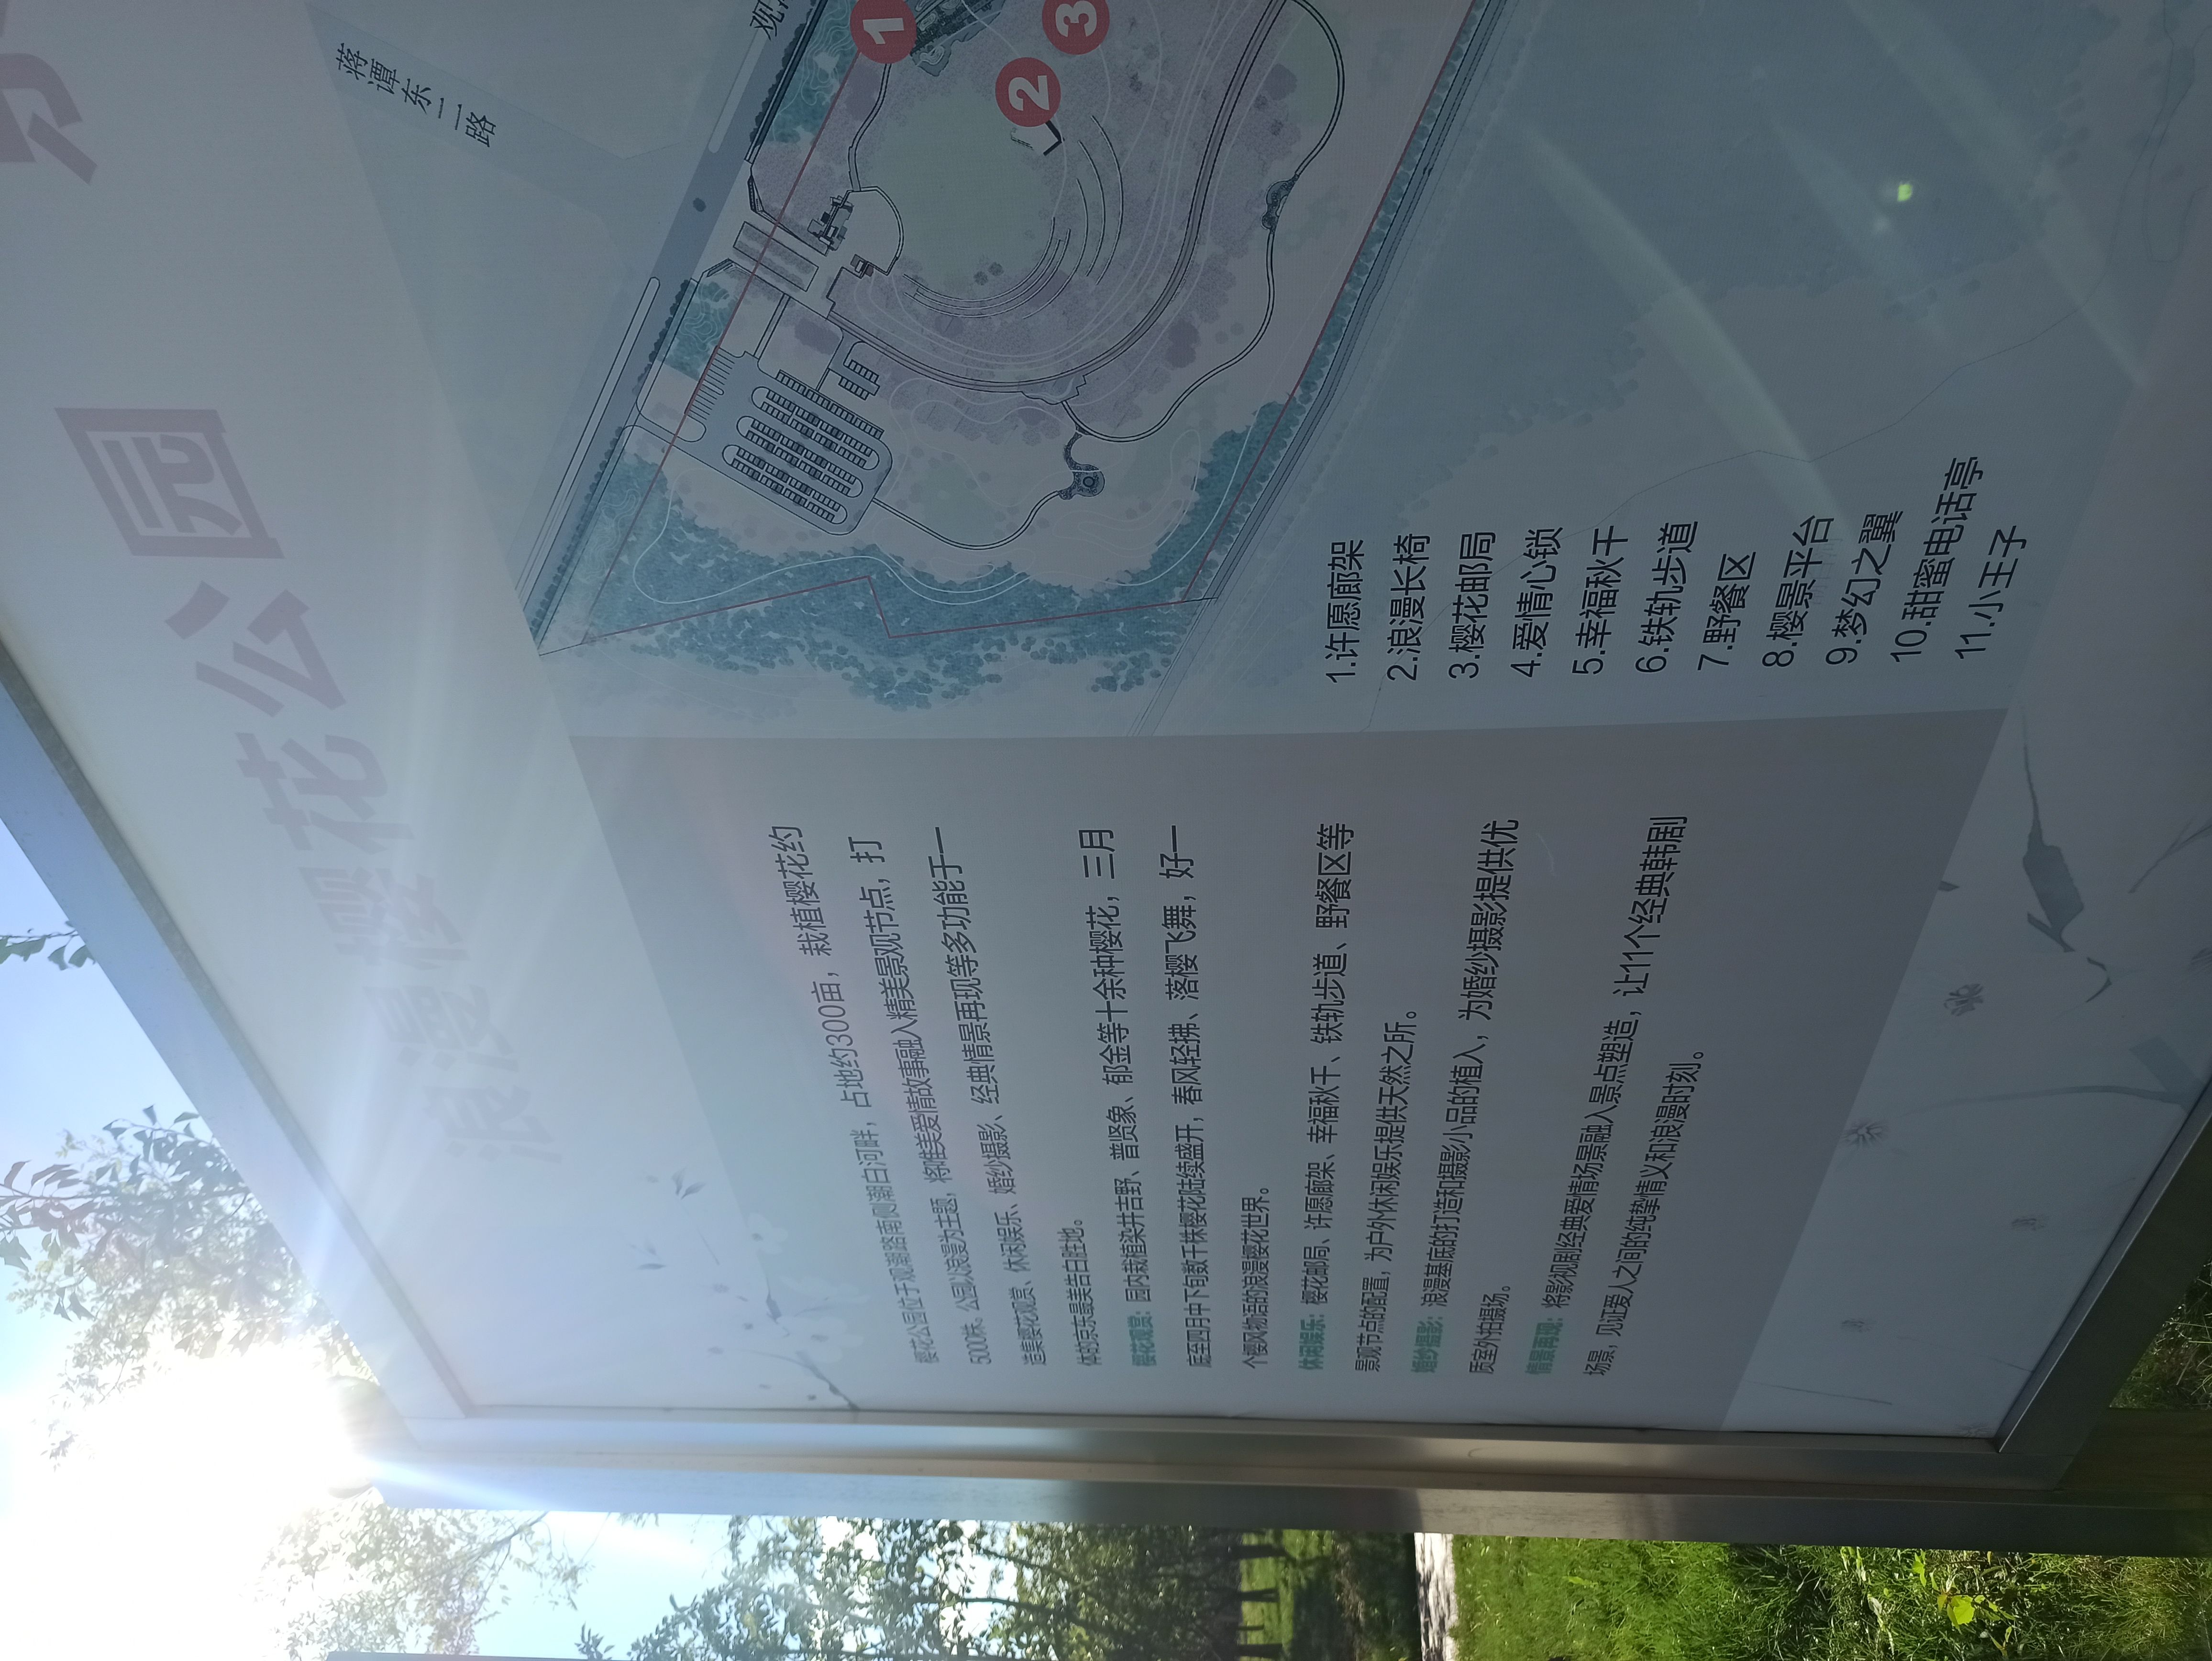 浪漫樱花公园
樱花公园位于观潮路南侧潮白河畔，占地约300亩，栽植樱花约
5000株。公园以浪漫为主题，将唯美爱情故事融入精美景观节点，打
造集樱花观赏、休闲娱乐、婚纱摄影、经典情景再现等多功能于一
体的京东最美告白胜地。
樱花观赏：园内栽植染井吉野、普贤象、郁金等十余种樱花，三月
底至四月中下旬数千株樱花陆续盛开，春风轻拂、落樱飞舞，好一
个樱风物语的浪漫樱花世界。
休闲娱乐：樱花邮局、许愿廊架、幸福秋千、铁轨步道、野餐区等
景观节点的配置，为户外休闲娱乐提供天然之所。
婚纱摄影：浪漫基底的打造和摄影小品的植入，为婚纱摄影提供优
质室外拍摄场。
情景再现：将影视剧经典爱情场景融入景点塑造，让11个经典韩剧
场景，见证爱人之间的纯挚情义和浪漫时刻。
蒋谭东二路
观
1
2
3
1.许愿廊架
2.浪漫长椅
3.樱花邮局
4.爱情心锁
5.幸福秋千
6.铁轨步道
7.野餐区
8.樱景平台
9.梦幻之翼
10.甜蜜电话亭
11.小王子